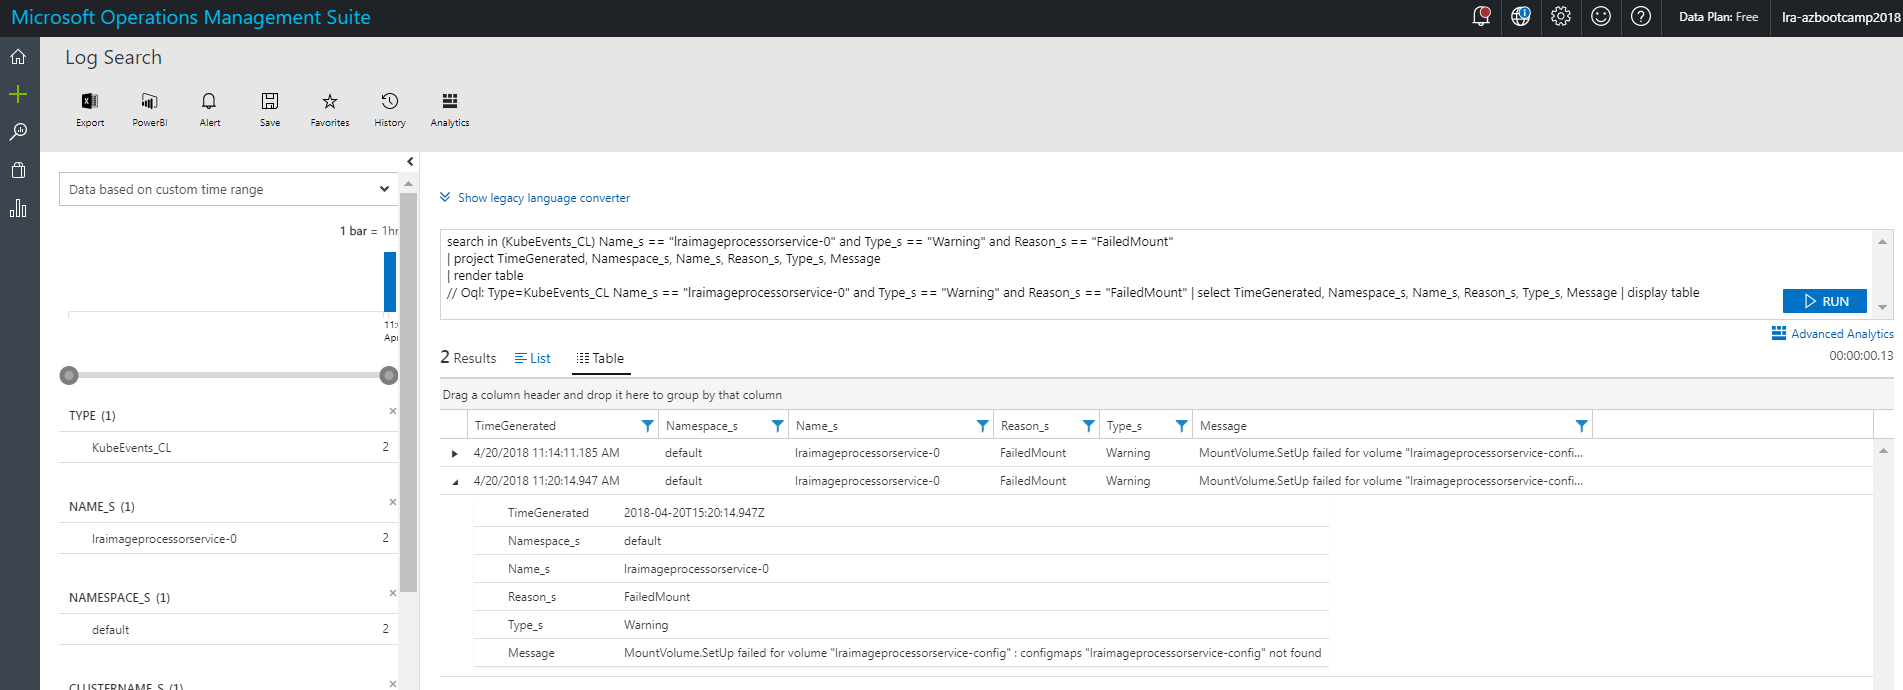 Microsoft Operations Management Suite
Data Plan: Free
lra-azbootcamp2018
Log Search
Export
PowerBI
Alert
Save
Favorites
History
Analytics
Data based on custom time range
1 bar = 1hr
11:
Apr
TYPE (1)
KubeEvents_CL 2
NAME_S (1)
lraimageprocessorservice-0 2
NAMESPACE_S (1)
default 2
CLUSTERNAME_S (1)
Show legacy language converter
search in (KubeEvents_CL) Name_s == "lraimageprocessorservice-0" and Type_s == "Warning" and Reason_s == "FailedMount"
| project TimeGenerated, Namespace_s, Name_s, Reason_s, Type_s, Message
| render table
// Oql: Type=KubeEvents_CL Name_s == "lraimageprocessorservice-0" and Type_s == "Warning" and Reason_s == "FailedMount" | select TimeGenerated, Namespace_s, Name_s, Reason_s, Type_s, Message | display table
RUN
Advanced Analytics
00:00:00.13
2 Results List Table
Drag a column header and drop it here to group by that column
TimeGenerated Namespace_s Name_s Reason_s Type_s Message
4/20/2018 11:14:11.185 AM default lraimageprocessorservice-0 FailedMount Warning MountVolume.SetUp failed for volume "lraimageprocessorservice-confi...
4/20/2018 11:20:14.947 AM default lraimageprocessorservice-0 FailedMount Warning MountVolume.SetUp failed for volume "lraimageprocessorservice-confi...
TimeGenerated 2018-04-20T15:20:14.947Z
Namespace_s default
Name_s lraimageprocessorservice-0
Reason_s FailedMount
Type_s Warning
Message MountVolume.SetUp failed for volume "lraimageprocessorservice-config" : configmaps "lraimageprocessorservice-config" not found